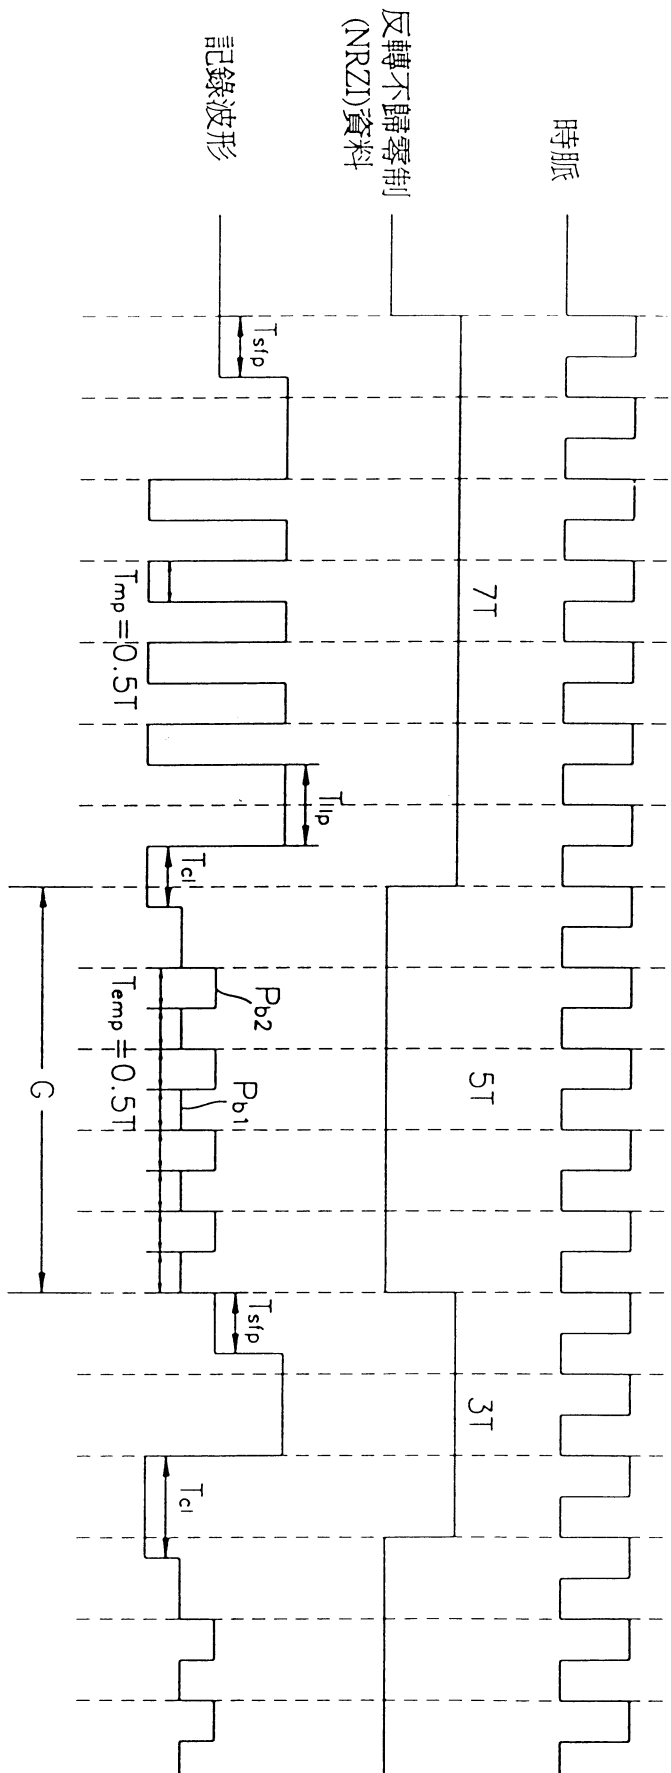 時脈
反轉不歸零制
(NRZI)資料
7T
5T
3T
記錄波形
Tsfp
Tmp=0.5T
Tllp
Tcl
Pb2
Pb1
Temp=0.5T
Tsfp
Tcl
G